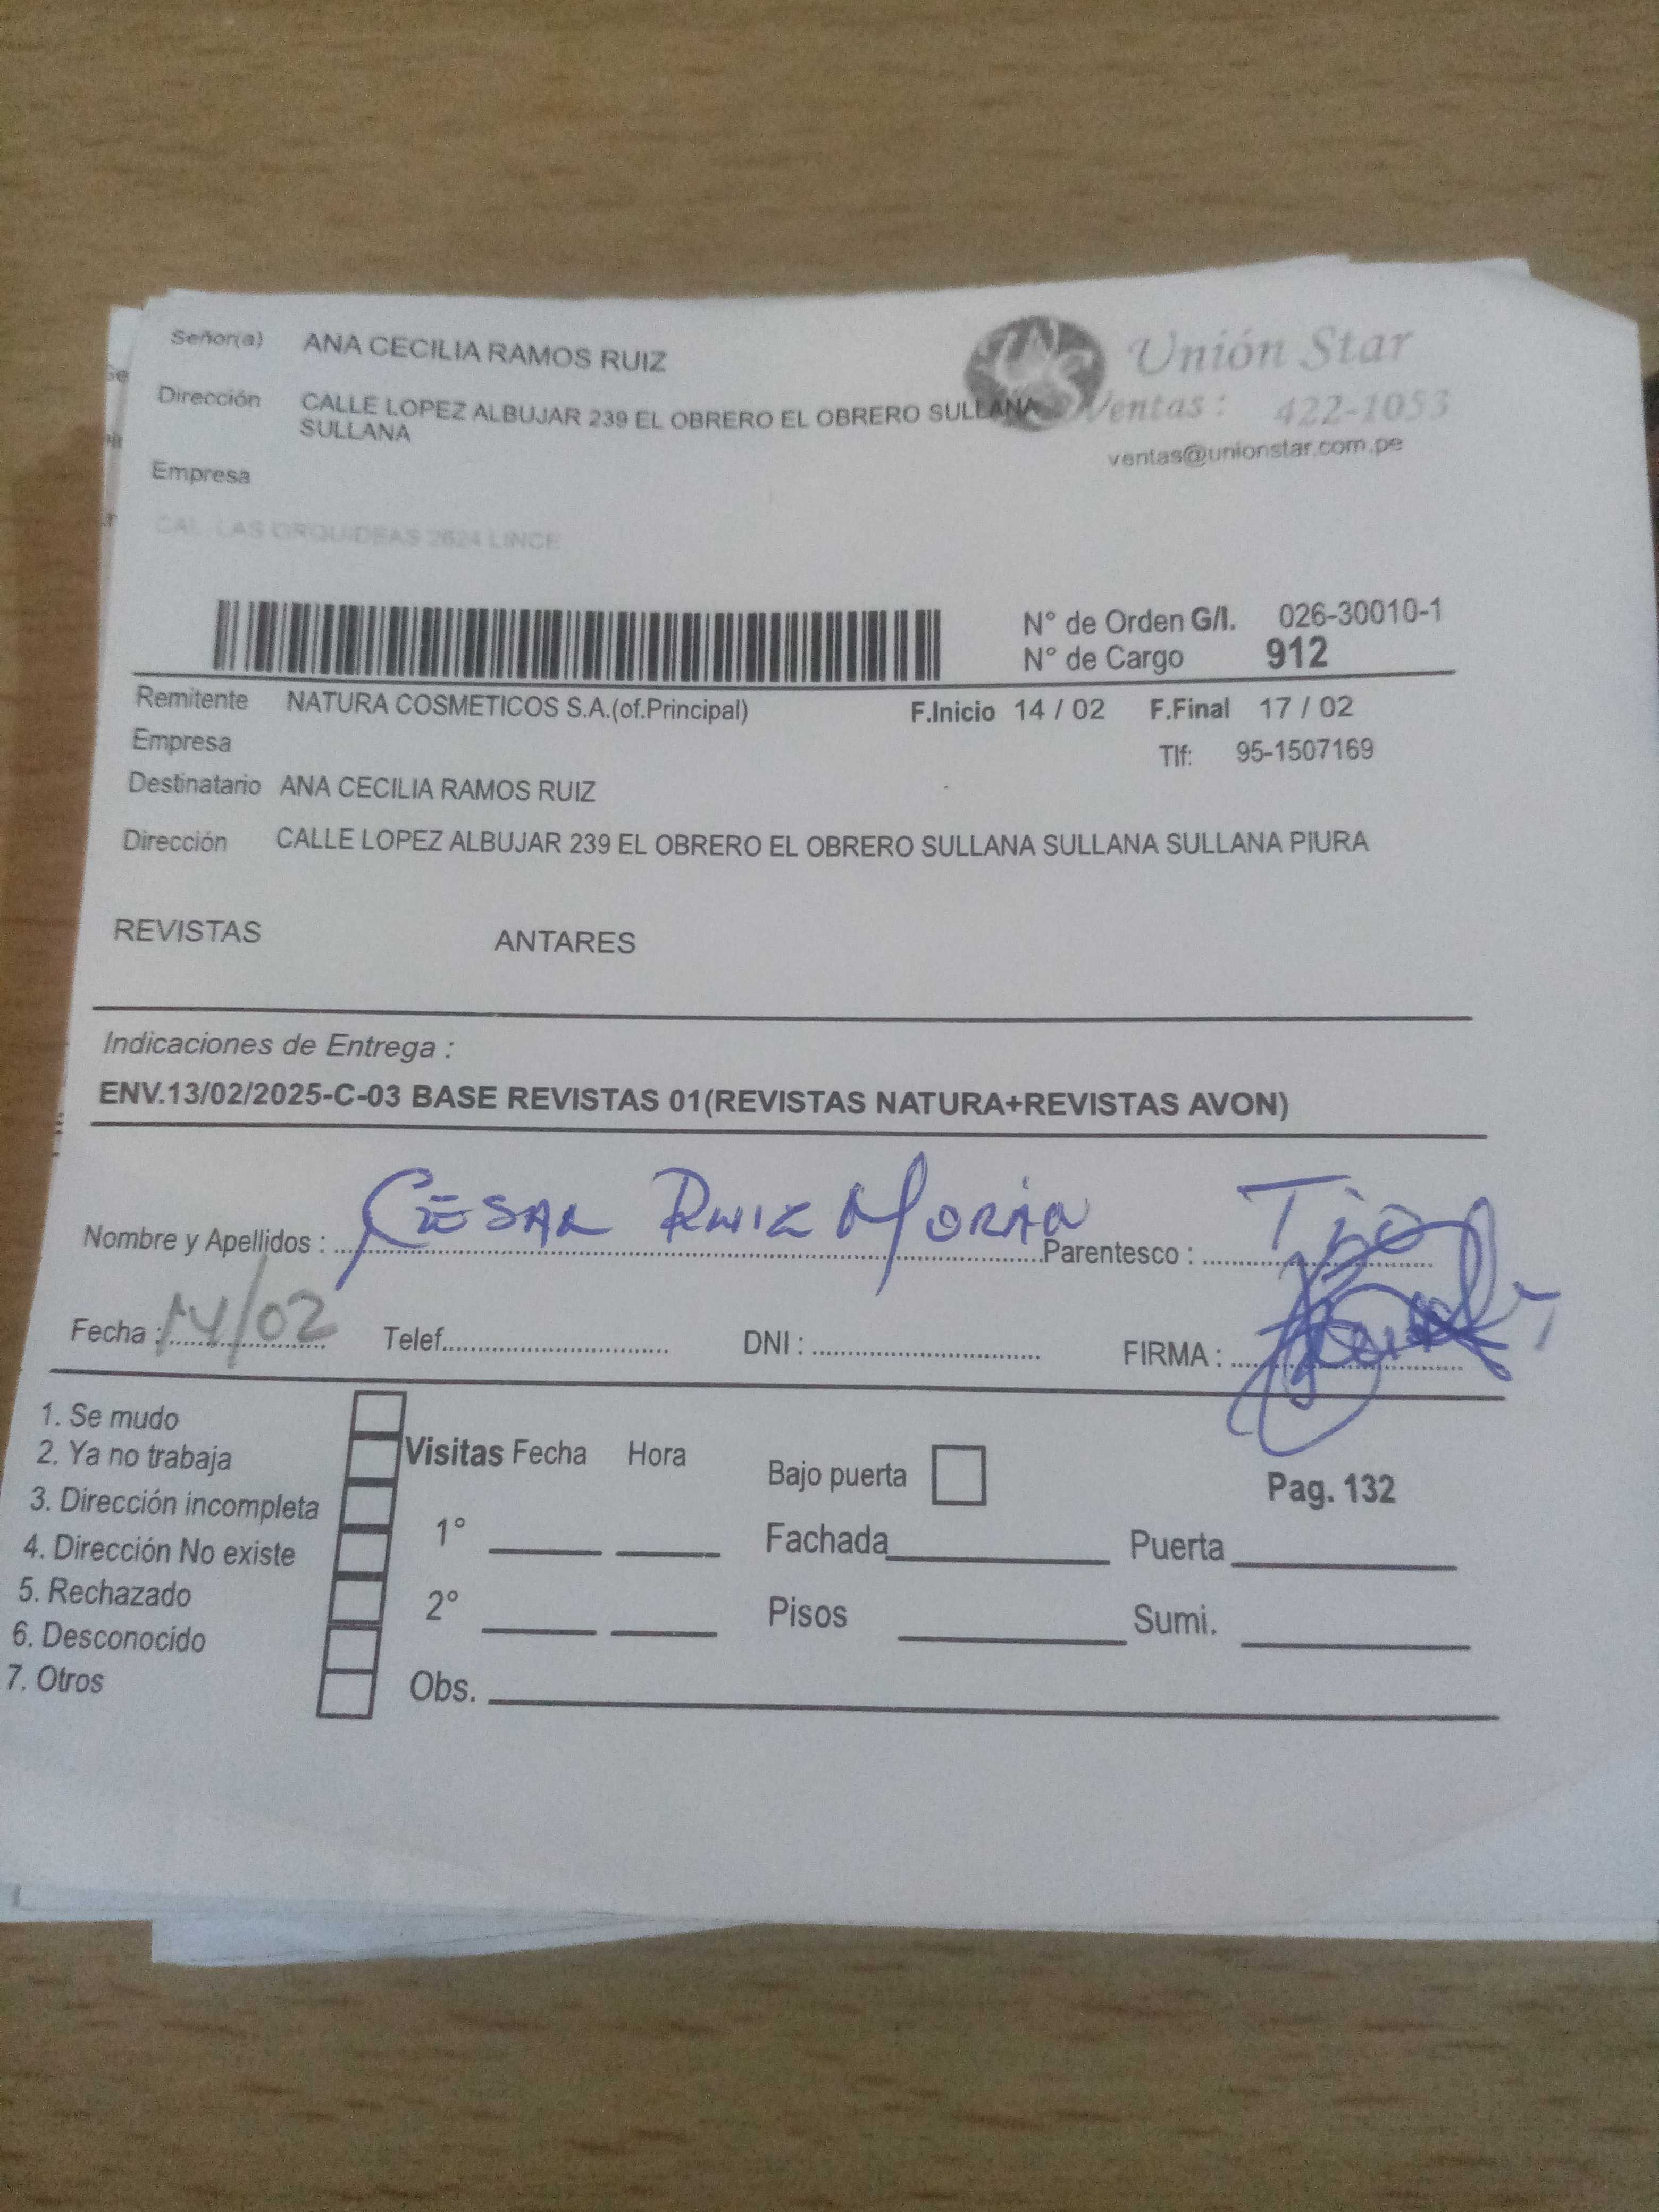 Señor(a) ANA CECILIA RAMOS RUIZ
Unión Star
Dirección CALLE LOPEZ ALBUJAR 239 EL OBRERO EL OBRERO SULLANA
SULLANA
Ventas: 422-1053
ventas@unionstar.com.pe
Empresa
CAL. LAS ORQUIDEAS 2624 LINCE
N° de Orden G/I. 026-30010-1
N° de Cargo 912
Remitente NATURA COSMETICOS S.A.(of.Principal) F.Inicio 14 / 02 F.Final 17 / 02
Empresa Tlf: 95-1507169
Destinatario ANA CECILIA RAMOS RUIZ
Dirección CALLE LOPEZ ALBUJAR 239 EL OBRERO EL OBRERO SULLANA SULLANA SULLANA PIURA
REVISTAS ANTARES
Indicaciones de Entrega :
ENV.13/02/2025-C-03 BASE REVISTAS 01(REVISTAS NATURA+REVISTAS AVON)
Nombre y Apellidos : CESAR RUIZ MORÁN Parentesco : Tio
Fecha : 14/02 Telef. DNI : FIRMA :
1. Se mudo
2. Ya no trabaja
3. Dirección incompleta
4. Dirección No existe
5. Rechazado
6. Desconocido
7. Otros
Visitas Fecha Hora
1°
2°
Obs.
Bajo puerta
Pag. 132
Fachada Puerta
Pisos Sumi.